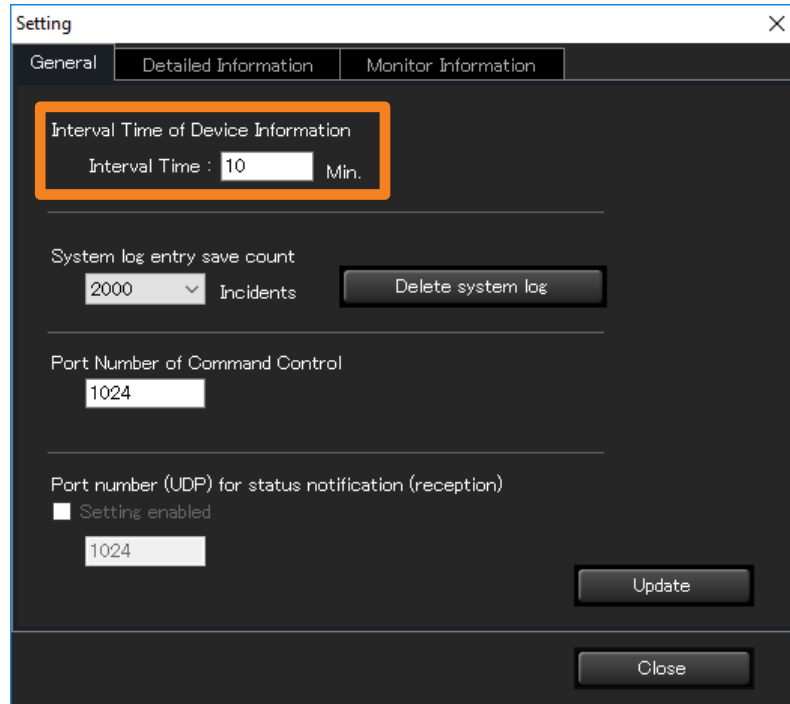 Setting
General Detailed Information Monitor Information
Interval Time of Device Information
Interval Time : 10 Min.
System log entry save count
2000 Incidents Delete system log
Port Number of Command Control
1024
Port number (UDP) for status notification (reception)
Setting enabled
1024
Update
Close